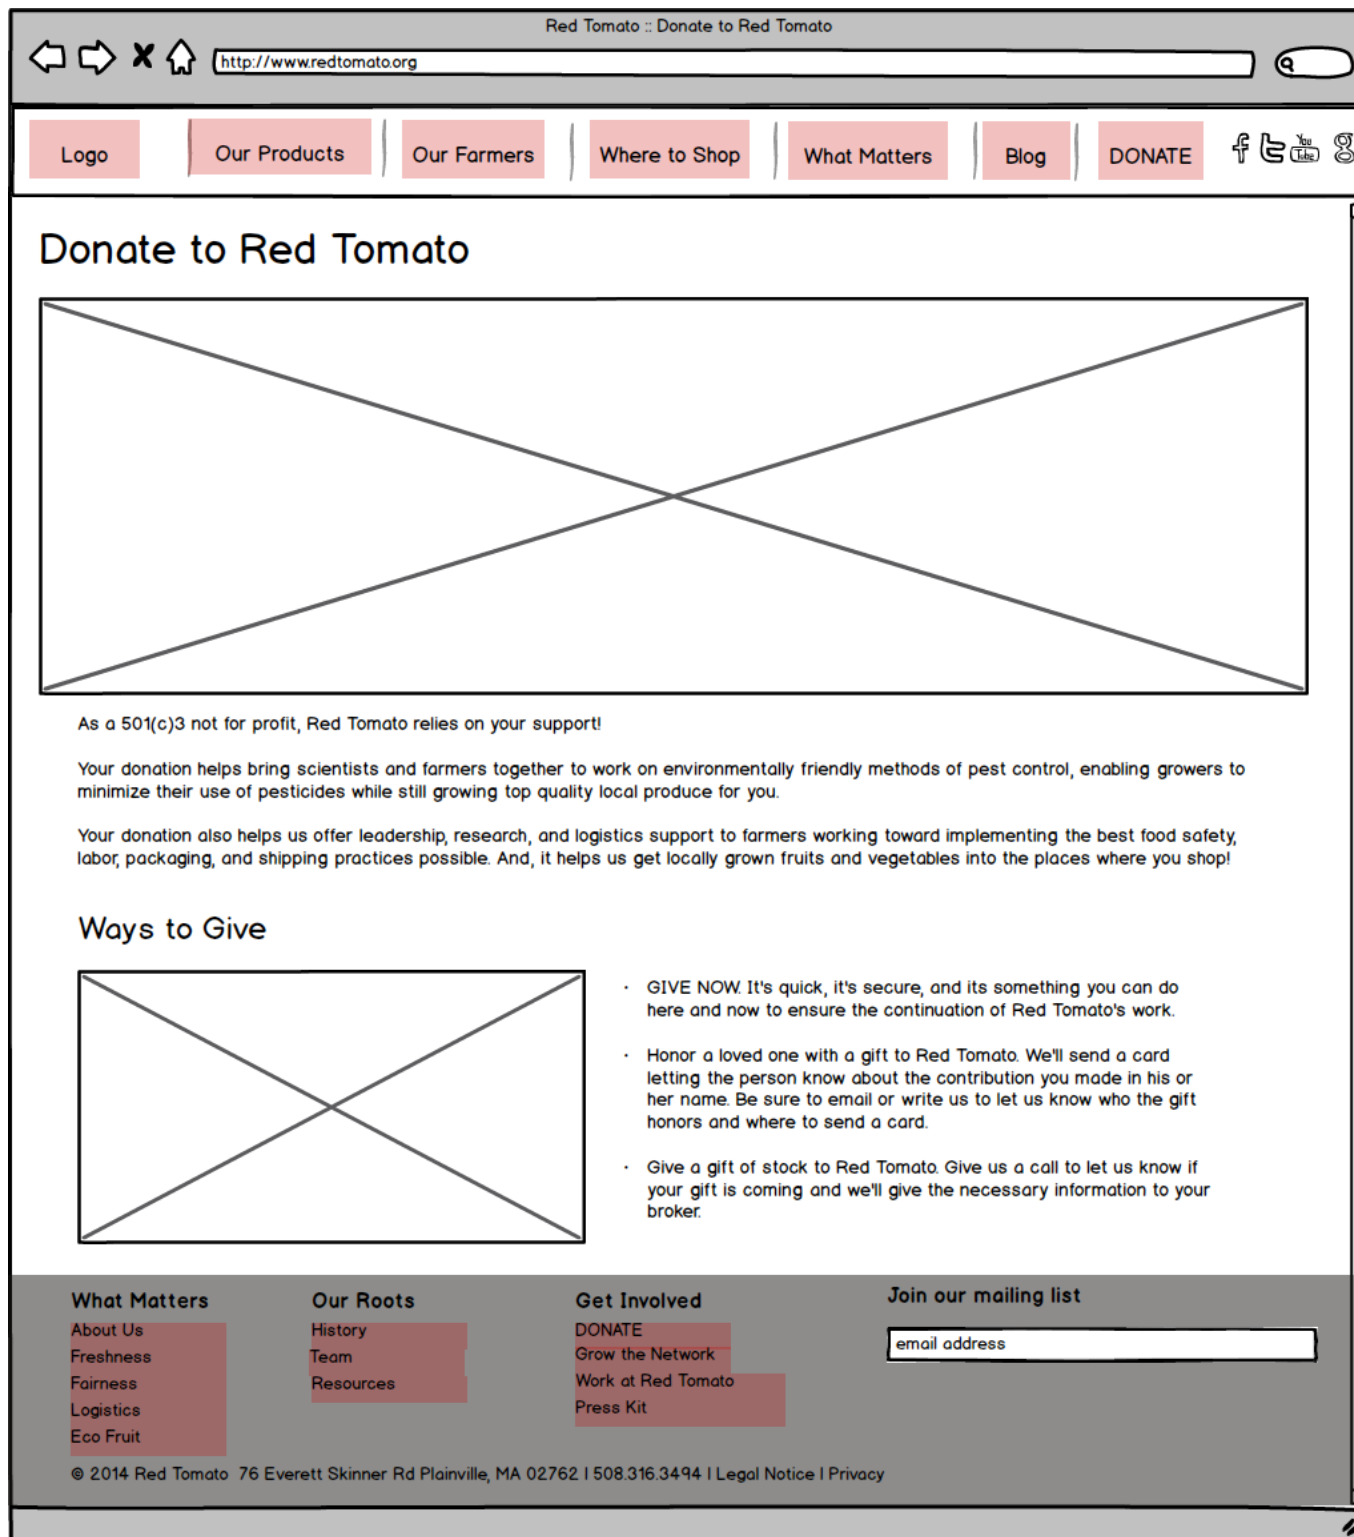 Red Tomato :: Donate to Red Tomato
http://www.redtomato.org
Logo
Our Products
Our Farmers
Where to Shop
What Matters
Blog
DONATE
You
Tube
Donate to Red Tomato
As a 501(c)3 not for profit, Red Tomato relies on your support!
Your donation helps bring scientists and farmers together to work on environmentally friendly methods of pest control, enabling growers to
minimize their use of pesticides while still growing top quality local produce for you.
Your donation also helps us offer leadership, research, and logistics support to farmers working toward implementing the best food safety,
labor, packaging, and shipping practices possible. And, it helps us get locally grown fruits and vegetables into the places where you shop!
Ways to Give
· GIVE NOW. It's quick, it's secure, and its something you can do
here and now to ensure the continuation of Red Tomato's work.
· Honor a loved one with a gift to Red Tomato. We'll send a card
letting the person know about the contribution you made in his or
her name. Be sure to email or write us to let us know who the gift
honors and where to send a card.
· Give a gift of stock to Red Tomato. Give us a call to let us know if
your gift is coming and we'll give the necessary information to your
broker.
What Matters
About Us
Freshness
Fairness
Logistics
Eco Fruit
Our Roots
History
Team
Resources
Get Involved
DONATE
Grow the Network
Work at Red Tomato
Press Kit
Join our mailing list
email address
© 2014 Red Tomato 76 Everett Skinner Rd Plainville, MA 02762 | 508.316.3494 | Legal Notice | Privacy